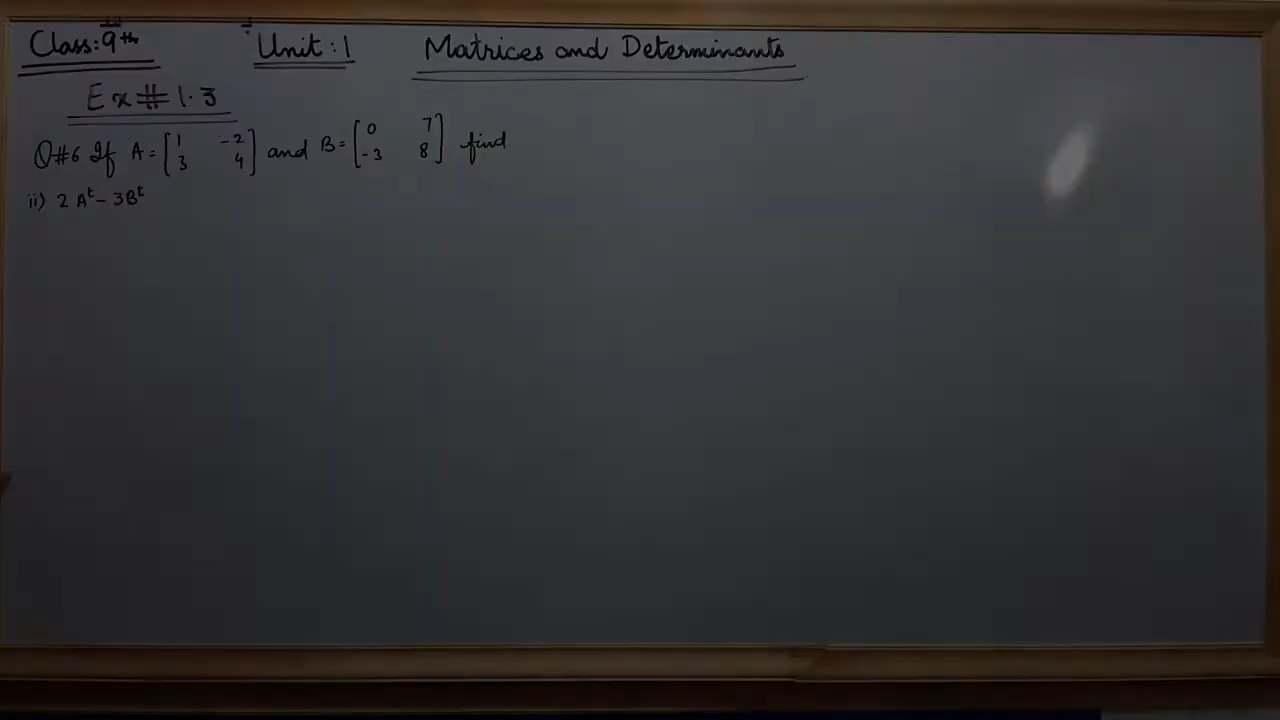 Class: 9th Unit: 1 Matrices and Determinants
Ex # 1.3
Q#6 If A = [1 -2
3 4] and B = [0 7
-3 8] find
ii) 2A^t - 3B^t